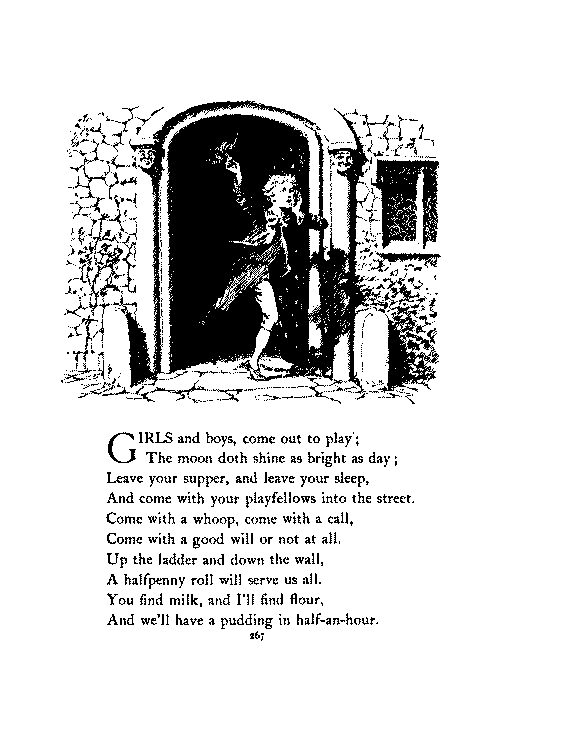 GIRLS and boys, come out to play;
The moon doth shine as bright as day;
Leave your supper, and leave your sleep,
And come with your playfellows into the street.
Come with a whoop, come with a call,
Come with a good will or not at all.
Up the ladder and down the wall,
A halfpenny roll will serve us all.
You find milk, and I'll find flour,
And we'll have a pudding in half-an-hour.
267